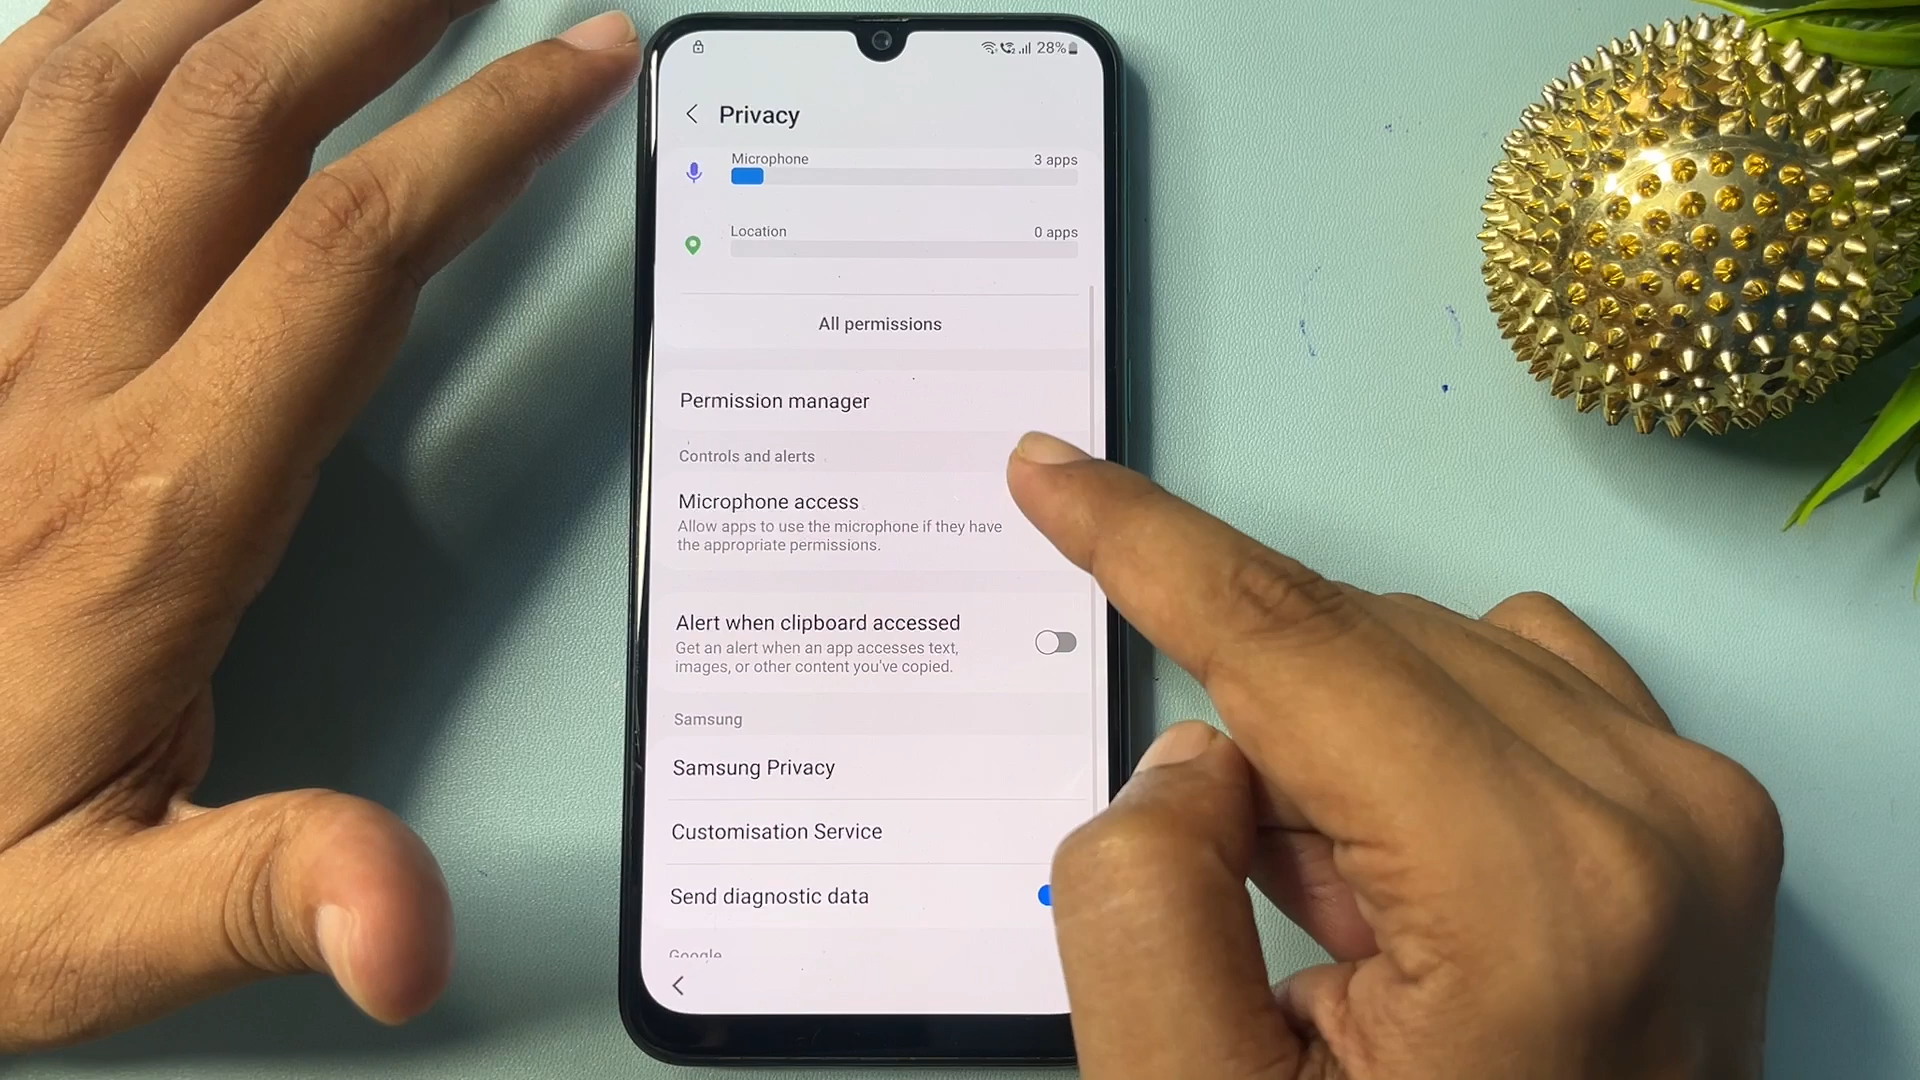 28%
Privacy
Microphone 3 apps
Location 0 apps
All permissions
Permission manager
Controls and alerts
Microphone access
Allow apps to use the microphone if they have
the appropriate permissions.
Alert when clipboard accessed
Get an alert when an app accesses text,
images, or other content you've copied.
Samsung
Samsung Privacy
Customisation Service
Send diagnostic data
Google